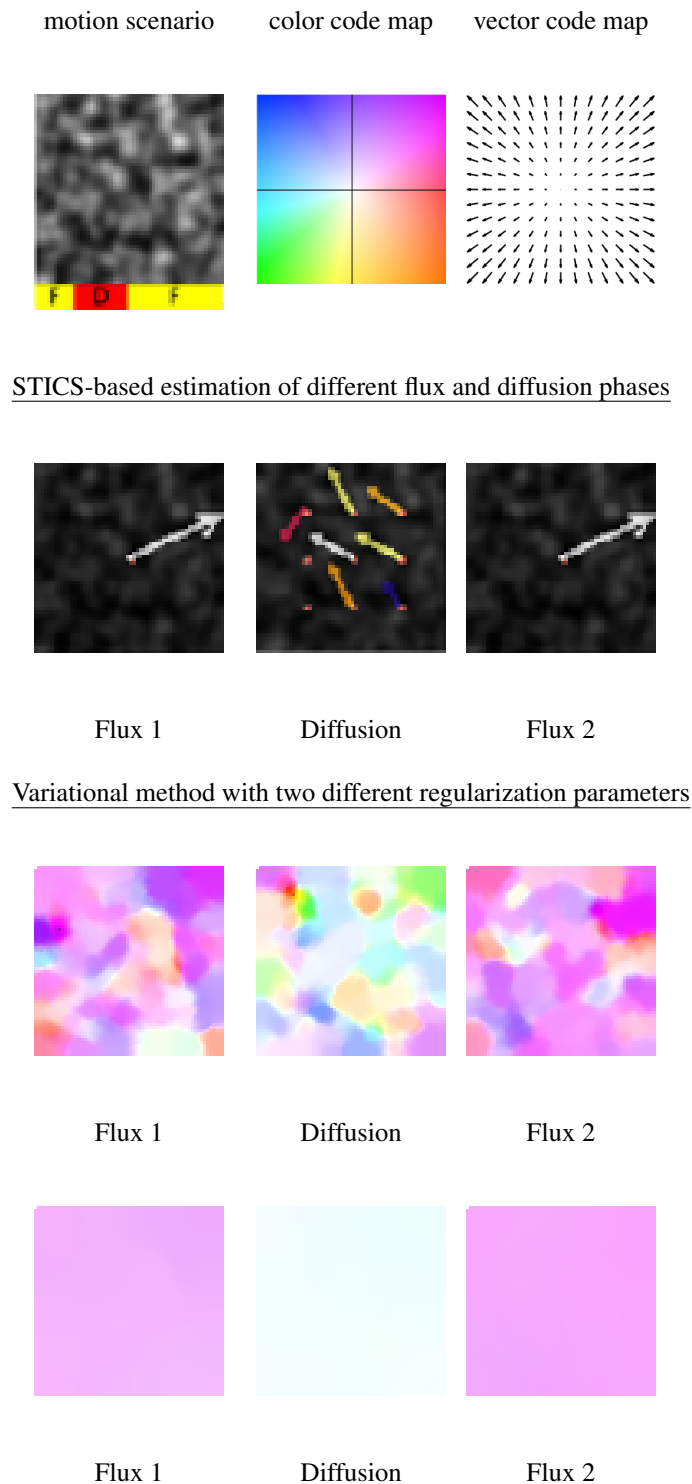 motion scenario color code map vector code map
F D F
STICS-based estimation of different flux and diffusion phases
Flux 1 Diffusion Flux 2
Variational method with two different regularization parameters
Flux 1 Diffusion Flux 2
Flux 1 Diffusion Flux 2